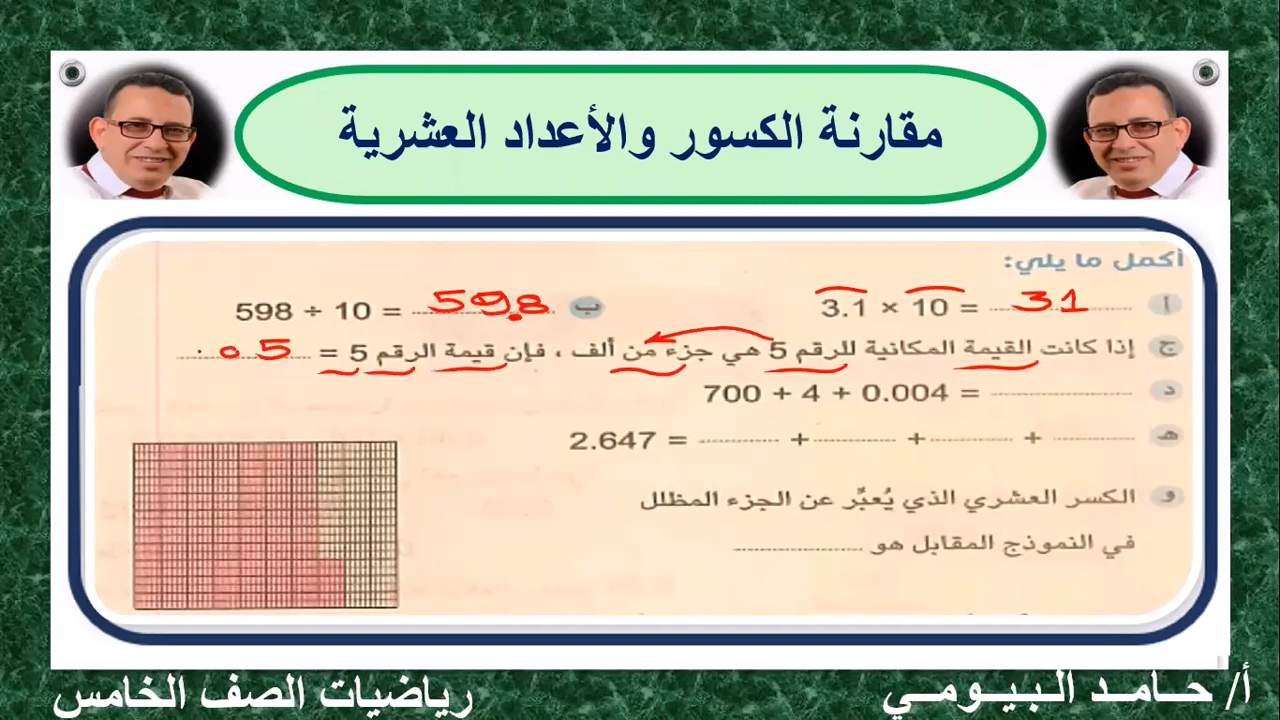 مقارنة الكسور والأعداد العشرية
أكمل ما يلي:
أ 3.1 × 10 = 31
ب 598 ÷ 10 = 59.8
ج إذا كانت القيمة المكانية للرقم 5 هي جزء من ألف ، فإن قيمة الرقم 5 = 05
د 700 + 4 + 0.004 = ................
هـ 2.647 = ............ + ............ + ............ + ............
و الكسر العشري الذي يُعبِّر عن الجزء المظلل
في النموذج المقابل هو ................
أ/ حامد البيومي
رياضيات الصف الخامس